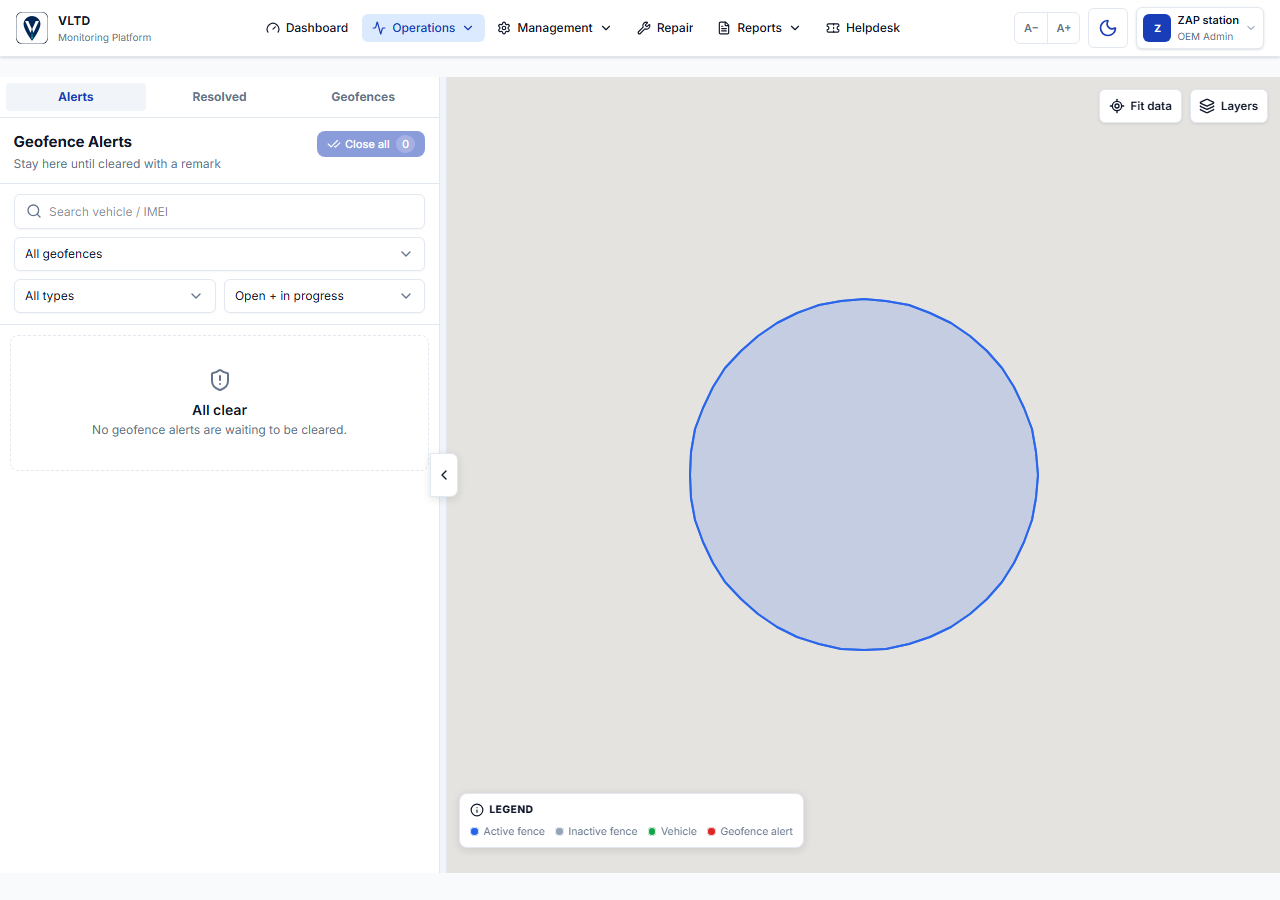 VLTD
Monitoring Platform
Dashboard
Operations
Management
Repair
Reports
Helpdesk
A−
A+
Z
ZAP station
OEM Admin
Alerts
Resolved
Geofences
Geofence Alerts
Stay here until cleared with a remark
Close all 0
Search vehicle / IMEI
All geofences
All types
Open + in progress
All clear
No geofence alerts are waiting to be cleared.
Fit data
Layers
LEGEND
Active fence
Inactive fence
Vehicle
Geofence alert